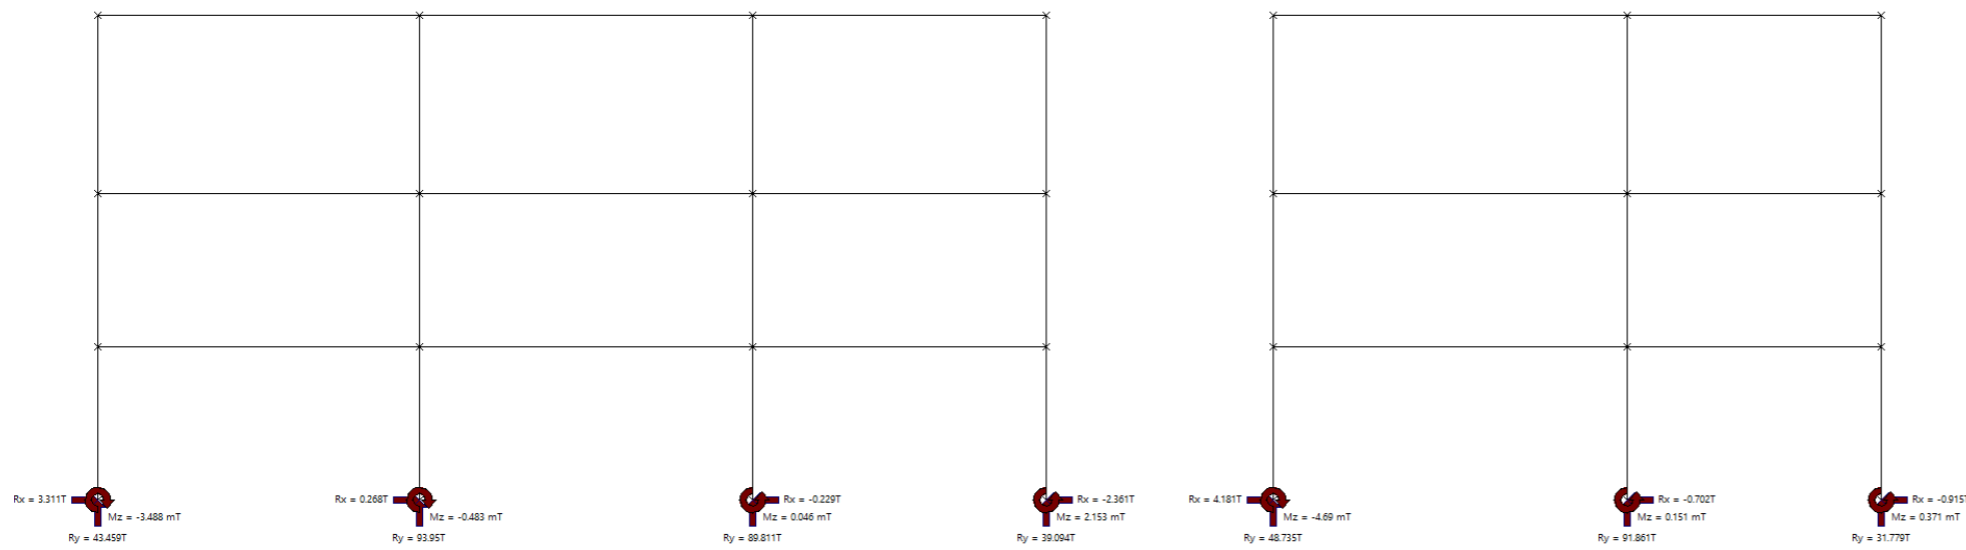 Rx = 3.311T
Mz = -3.488 mT
Ry = 43.459T
Rx = 0.268T
Mz = -0.483 mT
Ry = 93.95T
Rx = -0.229T
Mz = 0.046 mT
Ry = 89.811T
Rx = -2.361T
Mz = 2.153 mT
Ry = 39.094T
Rx = 4.181T
Mz = -4.69 mT
Ry = 48.735T
Rx = -0.702T
Mz = 0.151 mT
Ry = 91.861T
Rx = -0.915T
Mz = 0.371 mT
Ry = 31.779T